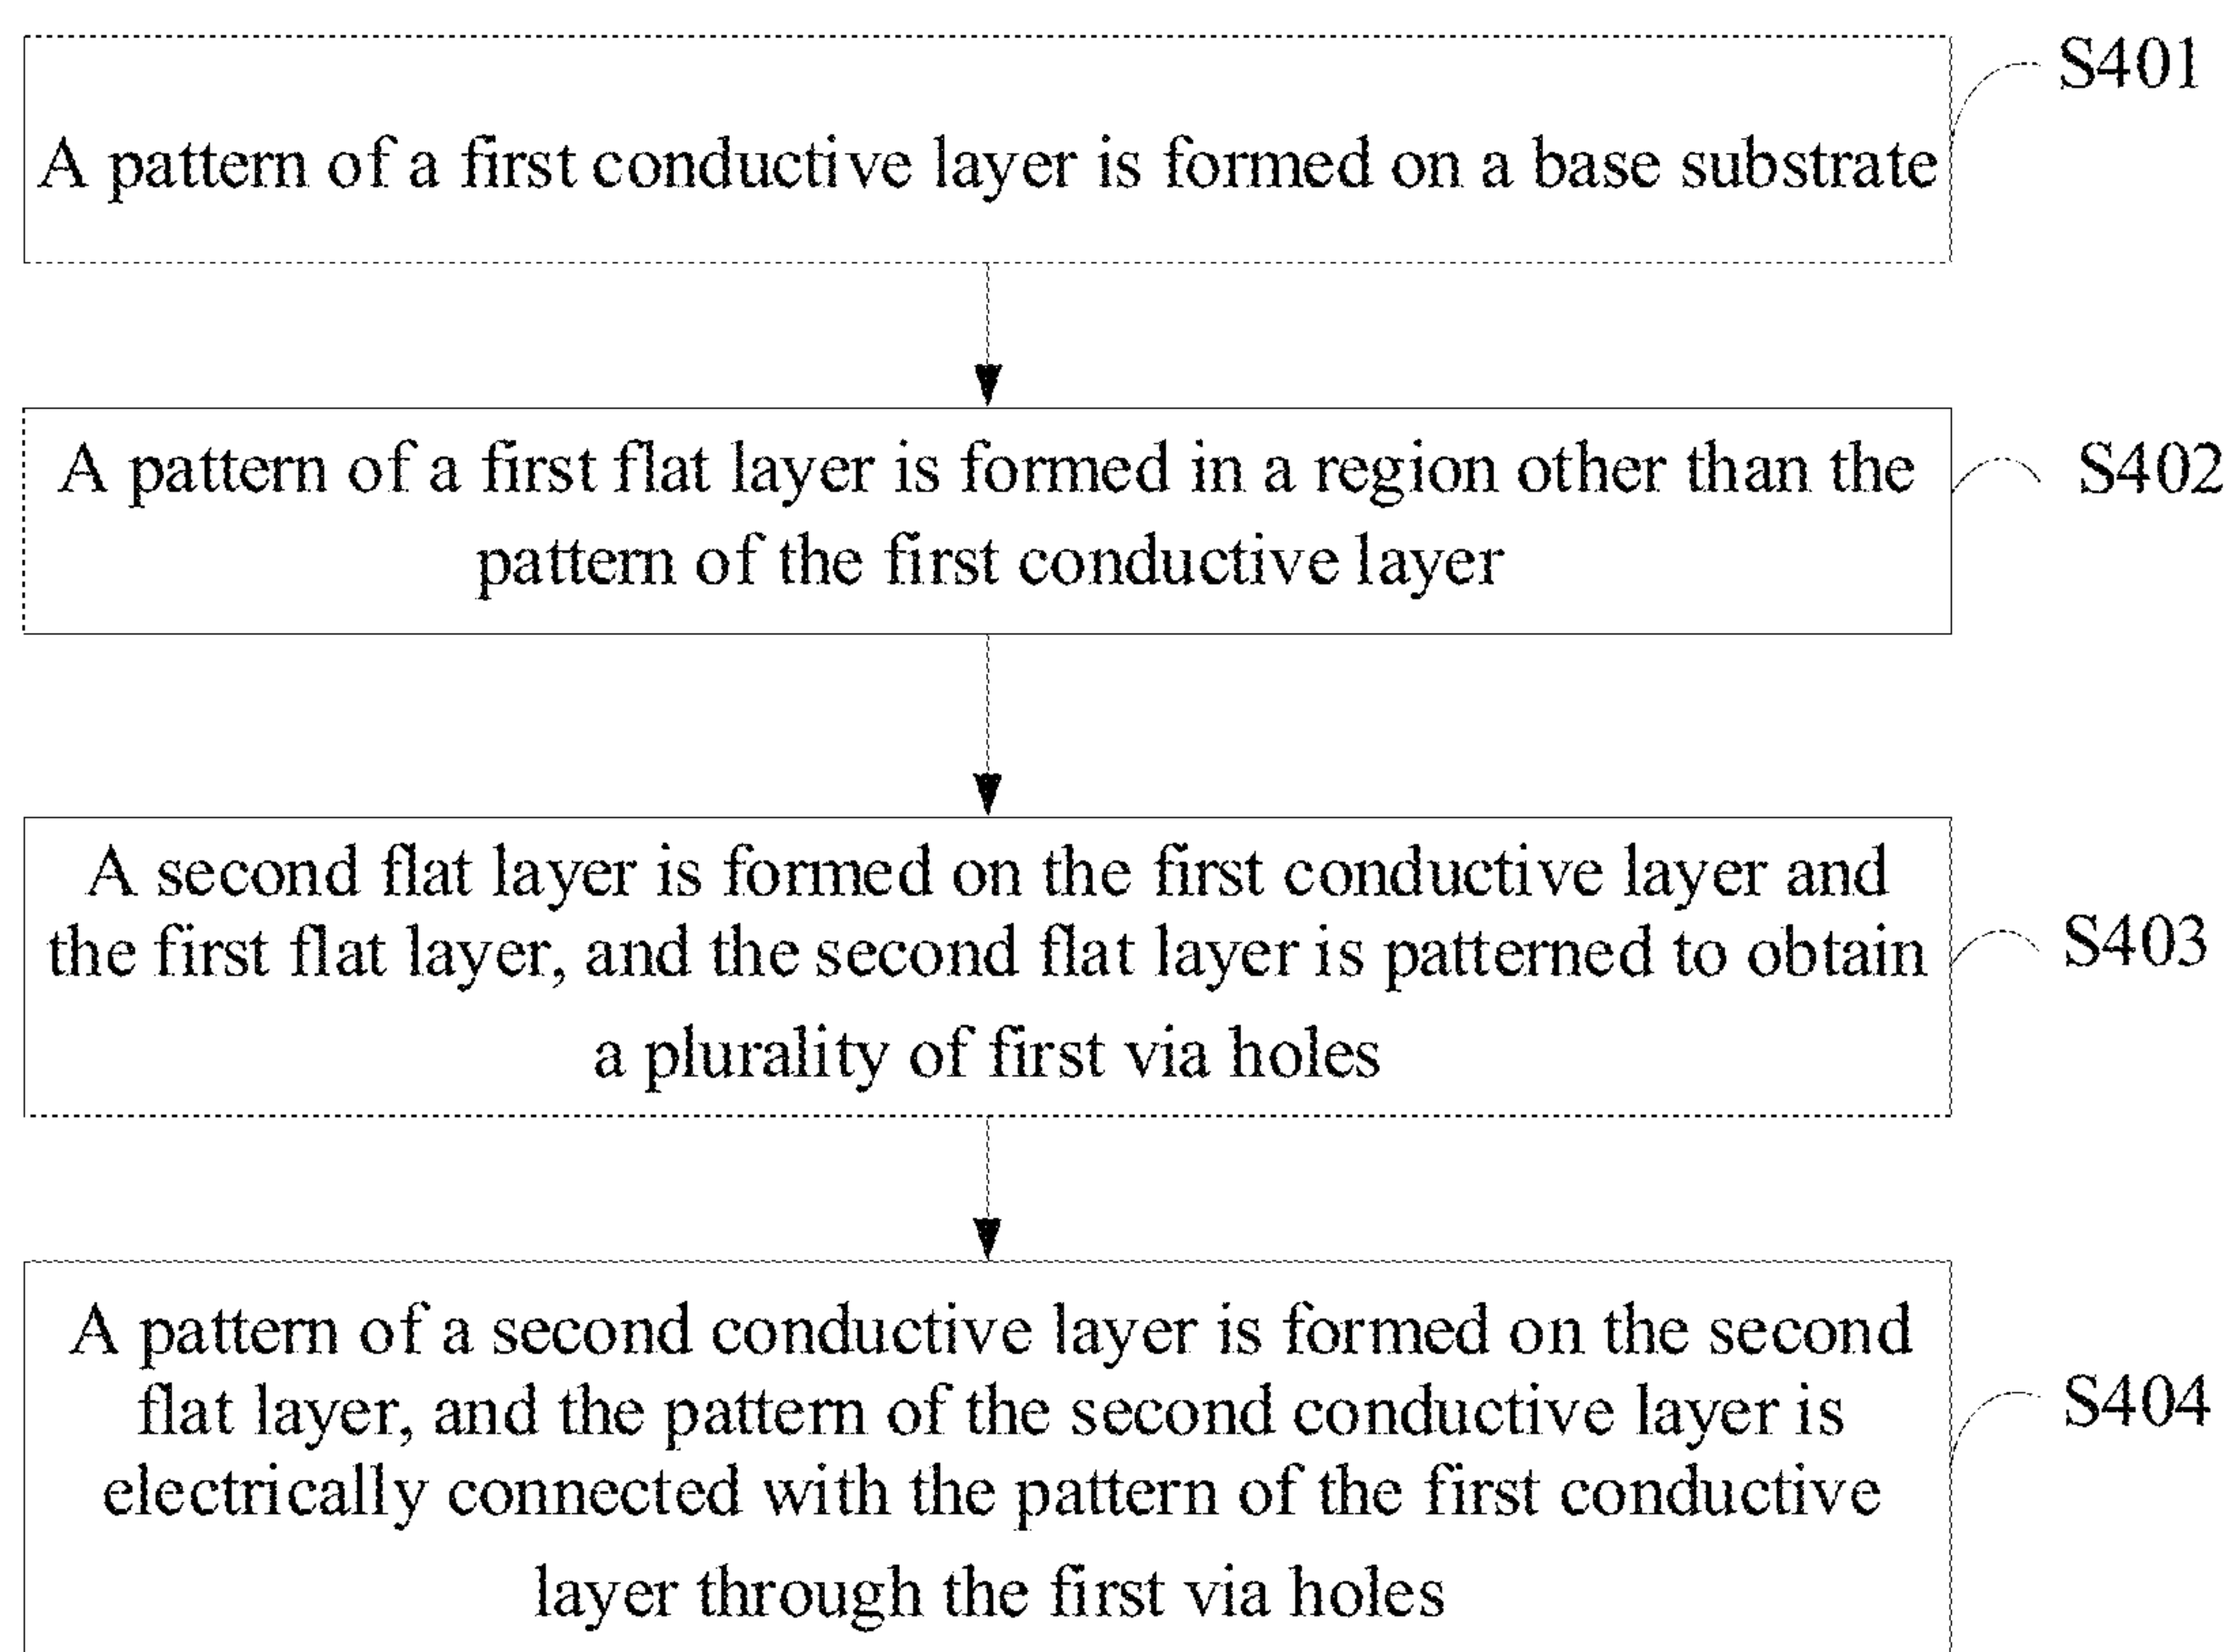 S401
A pattern of a first conductive layer is formed on a base substrate
A pattern of a first flat layer is formed in a region other than the
S402
pattern of the first conductive layer
A second flat layer is formed on the first conductive layer and
the first flat layer, and the second flat layer is patterned to obtain
S403
a plurality of first via holes
A pattern of a second conductive layer is formed on the second
flat layer, and the pattern of the second conductive layer is
S404
electrically connected with the pattern of the first conductive
layer through the first via holes